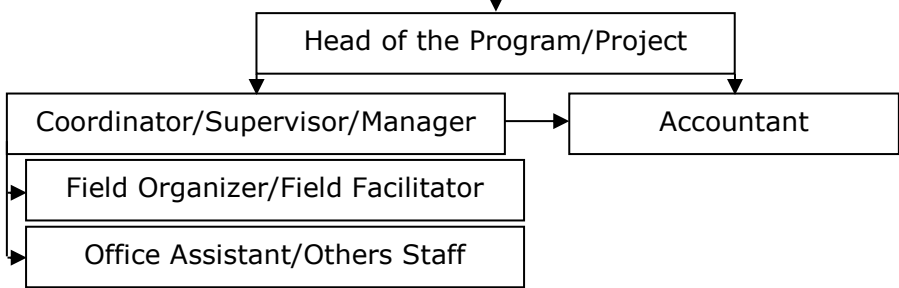 Head of the Program/Project
Coordinator/Supervisor/Manager
Accountant
Field Organizer/Field Facilitator
Office Assistant/Others Staff